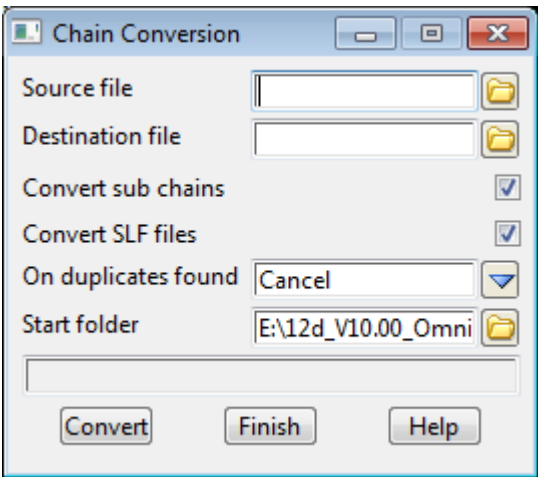 Chain Conversion
Source file
Destination file
Convert sub chains
Convert SLF files
On duplicates found Cancel
Start folder E:\12d_V10.00_Omni
Convert Finish Help